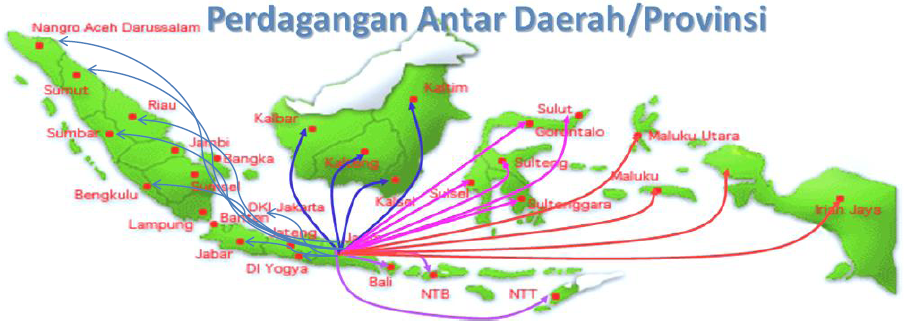 Perdagangan Antar Daerah/Provinsi
Nangro Aceh Darussalam
Sumut
Riau
Sumbar
Jambi
Bangka
Sumsel
Bengkulu
Lampung
Banten
DKI Jakarta
Jabar
Jateng
DI Yogya
Bali
NTB
NTT
Kalbar
Kaltim
Kalteng
Kalsel
Sulut
Gorontalo
Sulteng
Sulsel
Sultenggara
Maluku Utara
Maluku
Irian Jaya